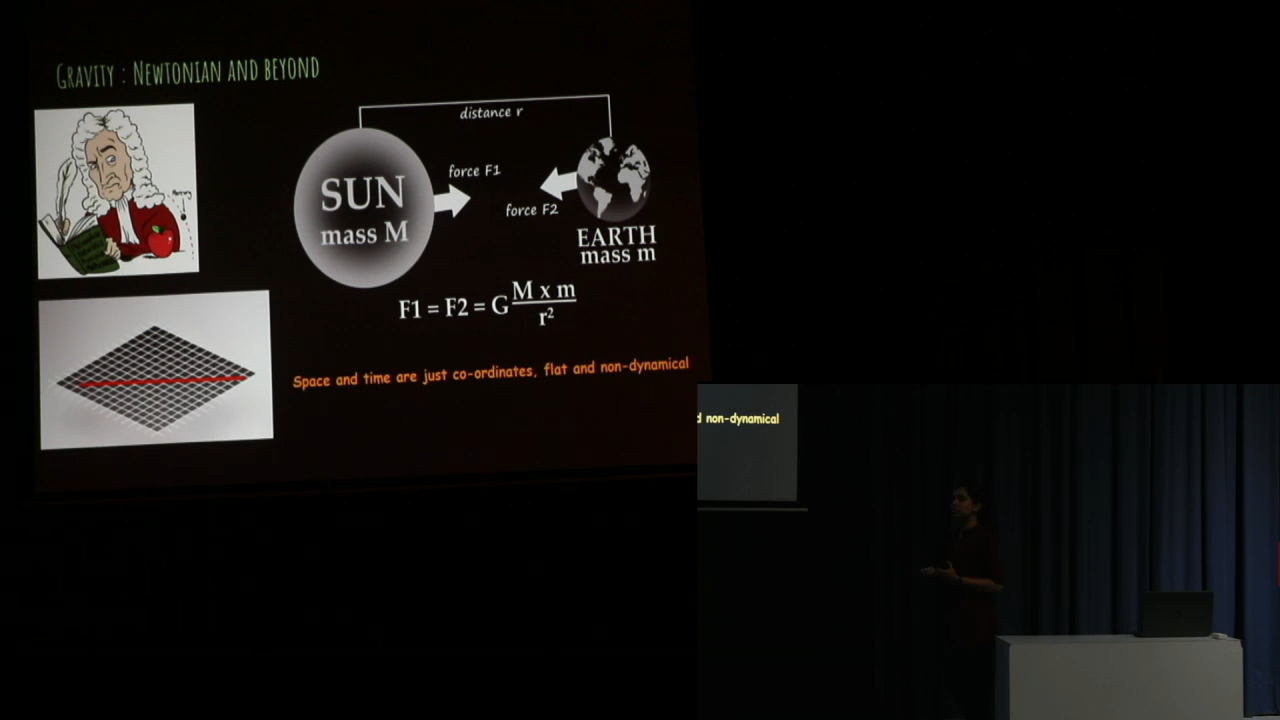 GRAVITY : NEWTONIAN AND BEYOND
distance r
force F1
SUN
mass M
force F2
EARTH
mass m
F1 = F2 = G M x m / r²
Space and time are just co-ordinates, flat and non-dynamical
non-dynamical